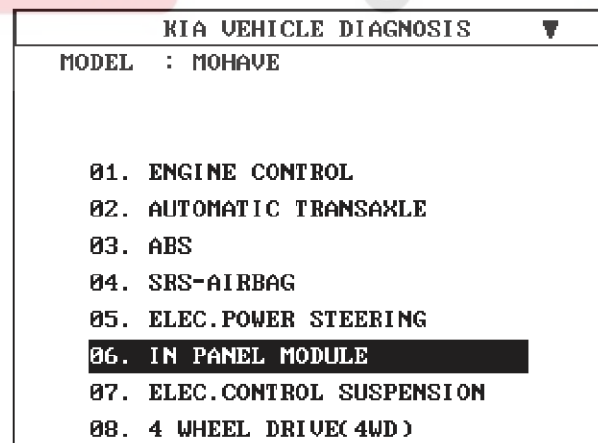 KIA VEHICLE DIAGNOSIS ▼
MODEL : MOHAVE
01. ENGINE CONTROL
02. AUTOMATIC TRANSAXLE
03. ABS
04. SRS-AIRBAG
05. ELEC.POWER STEERING
06. IN PANEL MODULE
07. ELEC.CONTROL SUSPENSION
08. 4 WHEEL DRIVE(4WD)